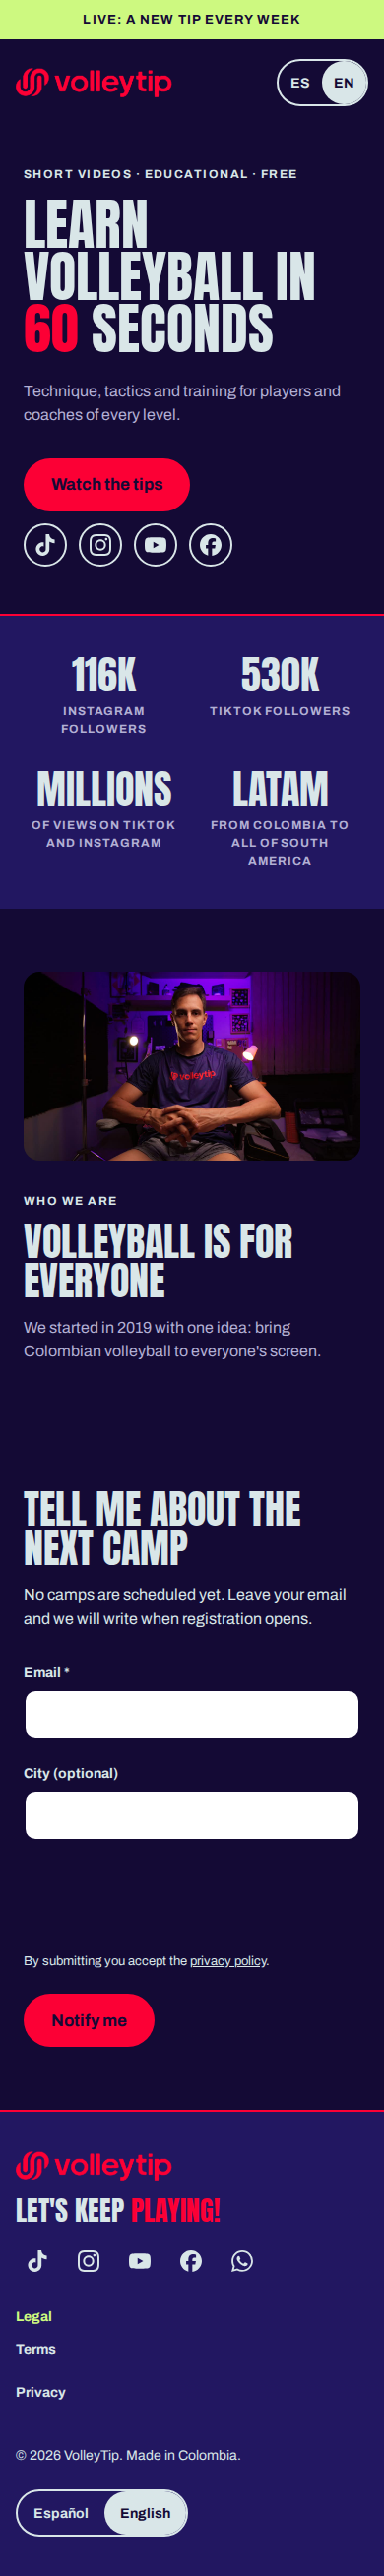 LIVE: A NEW TIP EVERY WEEK
volleytip
ES EN
SHORT VIDEOS · EDUCATIONAL · FREE
LEARN
VOLLEYBALL IN
60 SECONDS
Technique, tactics and training for players and
coaches of every level.
Watch the tips
116K
INSTAGRAM
FOLLOWERS
530K
TIKTOK FOLLOWERS
MILLIONS
OF VIEWS ON TIKTOK
AND INSTAGRAM
LATAM
FROM COLOMBIA TO
ALL OF SOUTH
AMERICA
volleytip
WHO WE ARE
VOLLEYBALL IS FOR
EVERYONE
We started in 2019 with one idea: bring
Colombian volleyball to everyone's screen.
TELL ME ABOUT THE
NEXT CAMP
No camps are scheduled yet. Leave your email
and we will write when registration opens.
Email *
City (optional)
By submitting you accept the privacy policy.
Notify me
volleytip
LET'S KEEP PLAYING!
Legal
Terms
Privacy
© 2026 VolleyTip. Made in Colombia.
Español English